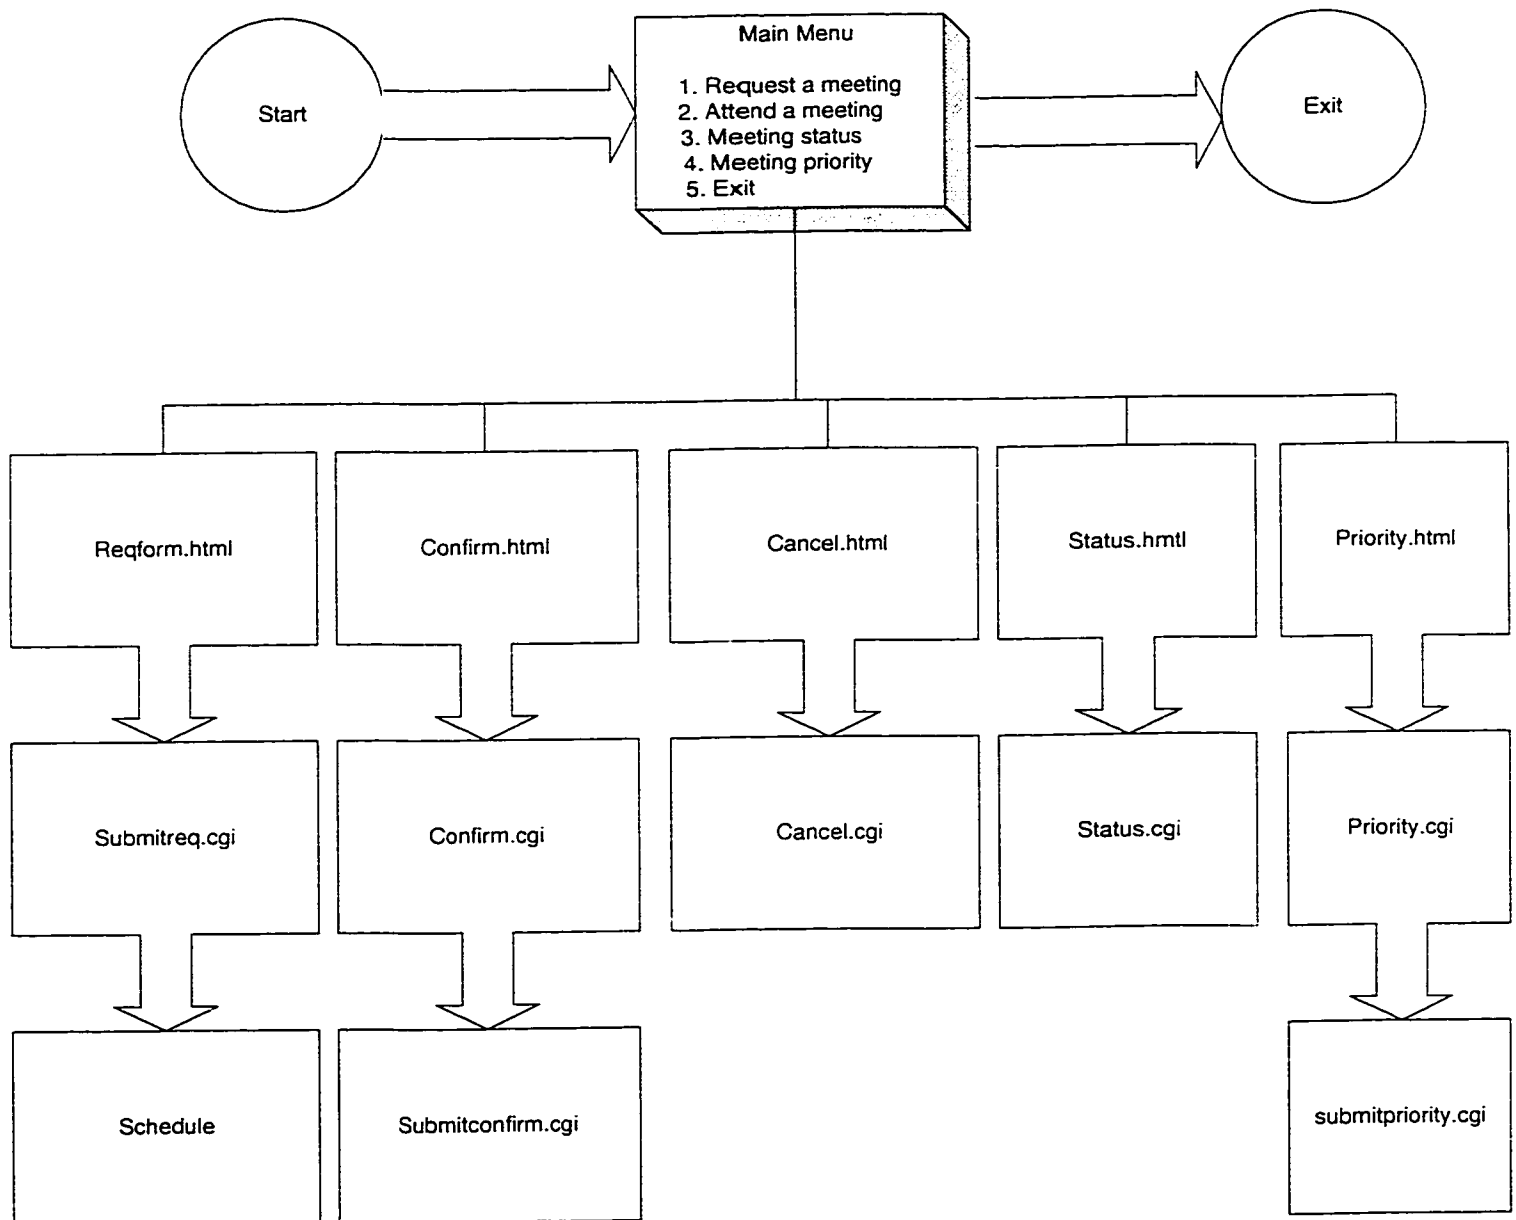 Start
Main Menu
1. Request a meeting
2. Attend a meeting
3. Meeting status
4. Meeting priority
5. Exit
Exit
Reqform.html
Confirm.html
Cancel.html
Status.hmtl
Priority.html
Submitreq.cgi
Confirm.cgi
Cancel.cgi
Status.cgi
Priority.cgi
Schedule
Submitconfirm.cgi
submitpriority.cgi